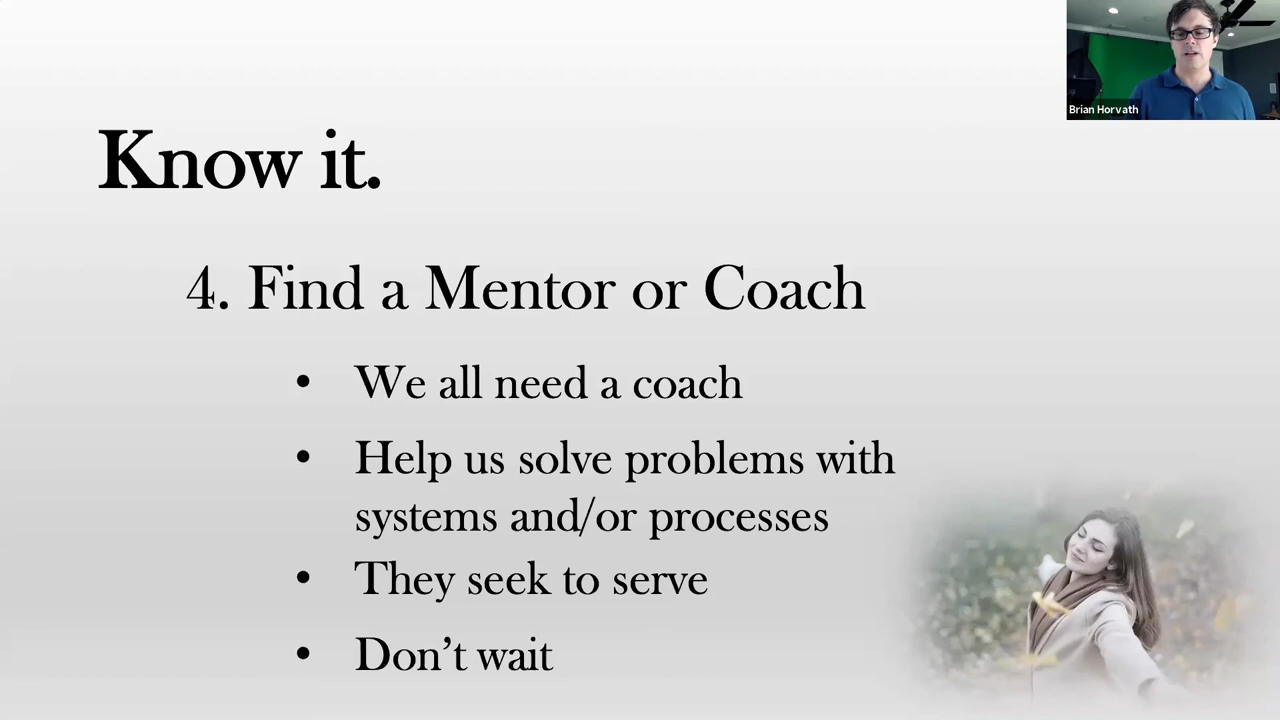 Brian Horvath
Know it.
4. Find a Mentor or Coach
• We all need a coach
• Help us solve problems with
systems and/or processes
• They seek to serve
• Don’t wait